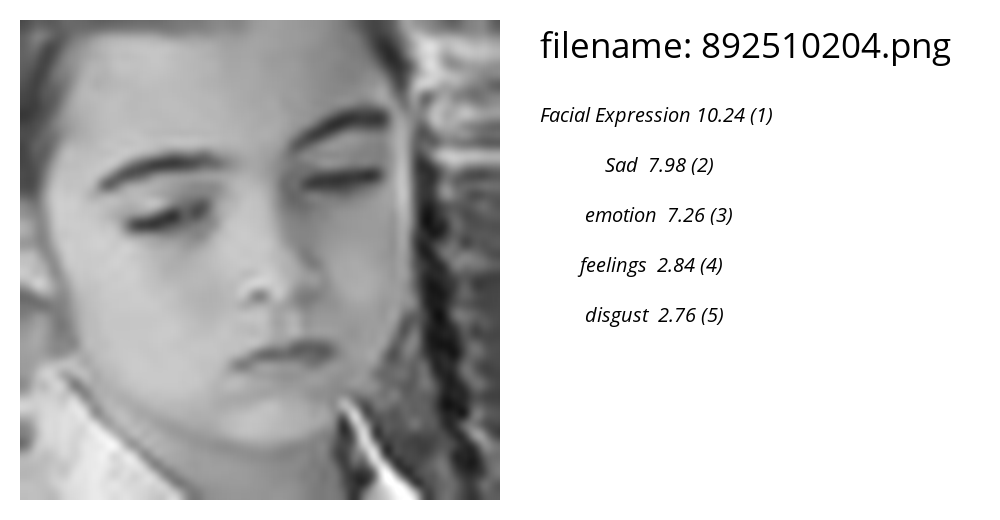 filename: 892510204.png
Facial Expression 10.24 (1)
Sad 7.98 (2)
emotion 7.26 (3)
feelings 2.84 (4)
disgust 2.76 (5)